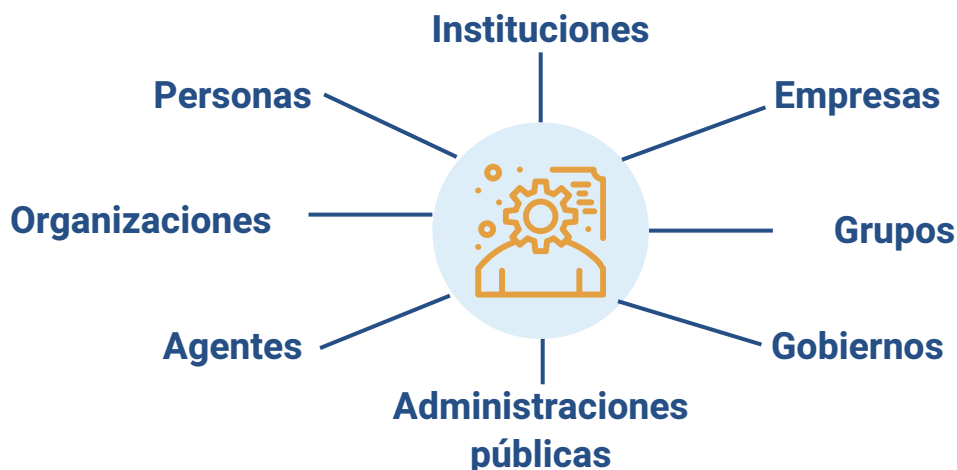 Instituciones
Personas
Empresas
Organizaciones
Grupos
Agentes
Gobiernos
Administraciones
públicas